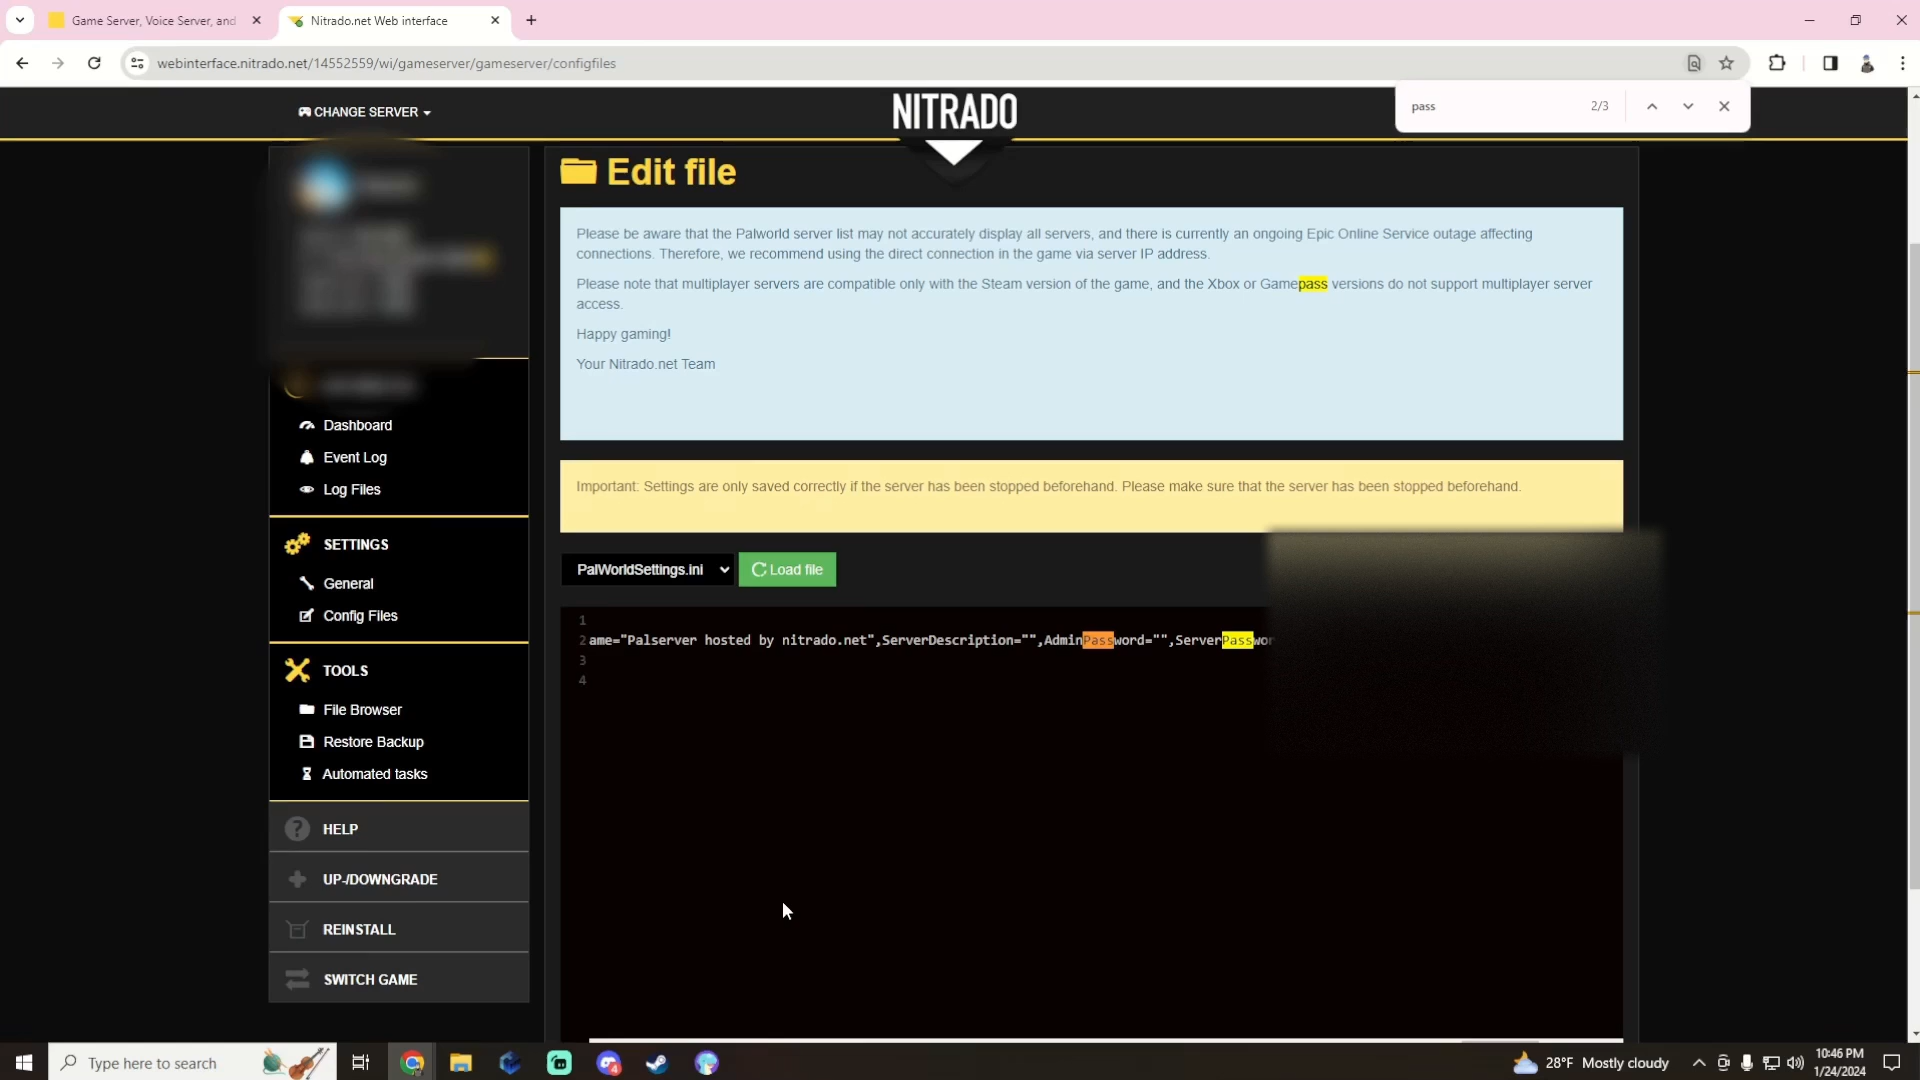 Game Server, Voice Server, and
Nitrado.net Web interface
webinterface.nitrado.net/14552559/wi/gameserver/gameserver/configfiles
pass
2/3
CHANGE SERVER
NITRADO
Edit file
Please be aware that the Palworld server list may not accurately display all servers, and there is currently an ongoing Epic Online Service outage affecting
connections. Therefore, we recommend using the direct connection in the game via server IP address.
Please note that multiplayer servers are compatible only with the Steam version of the game, and the Xbox or Gamepass versions do not support multiplayer server
access.
Happy gaming!
Your Nitrado.net Team
Important: Settings are only saved correctly if the server has been stopped beforehand. Please make sure that the server has been stopped beforehand.
PalWorldSettings.ini
Load file
1
2 ame="Palserver hosted by nitrado.net",ServerDescription="",AdminPassword="",ServerPasswor
3
4
Dashboard
Event Log
Log Files
SETTINGS
General
Config Files
TOOLS
File Browser
Restore Backup
Automated tasks
HELP
UP-/DOWNGRADE
REINSTALL
SWITCH GAME
Type here to search
28°F Mostly cloudy
10:46 PM
1/24/2024